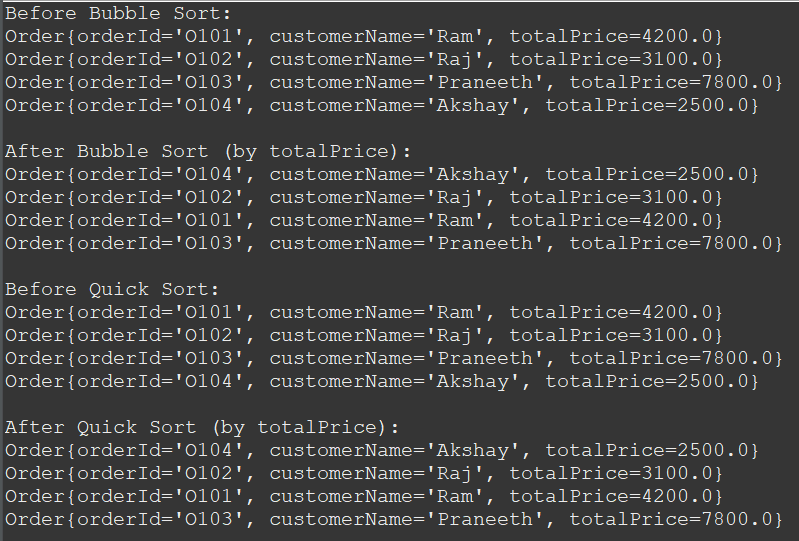 Before Bubble Sort:
Order{orderId='O101', customerName='Ram', totalPrice=4200.0}
Order{orderId='O102', customerName='Raj', totalPrice=3100.0}
Order{orderId='O103', customerName='Praneeth', totalPrice=7800.0}
Order{orderId='O104', customerName='Akshay', totalPrice=2500.0}

After Bubble Sort (by totalPrice):
Order{orderId='O104', customerName='Akshay', totalPrice=2500.0}
Order{orderId='O102', customerName='Raj', totalPrice=3100.0}
Order{orderId='O101', customerName='Ram', totalPrice=4200.0}
Order{orderId='O103', customerName='Praneeth', totalPrice=7800.0}

Before Quick Sort:
Order{orderId='O101', customerName='Ram', totalPrice=4200.0}
Order{orderId='O102', customerName='Raj', totalPrice=3100.0}
Order{orderId='O103', customerName='Praneeth', totalPrice=7800.0}
Order{orderId='O104', customerName='Akshay', totalPrice=2500.0}

After Quick Sort (by totalPrice):
Order{orderId='O104', customerName='Akshay', totalPrice=2500.0}
Order{orderId='O102', customerName='Raj', totalPrice=3100.0}
Order{orderId='O101', customerName='Ram', totalPrice=4200.0}
Order{orderId='O103', customerName='Praneeth', totalPrice=7800.0}